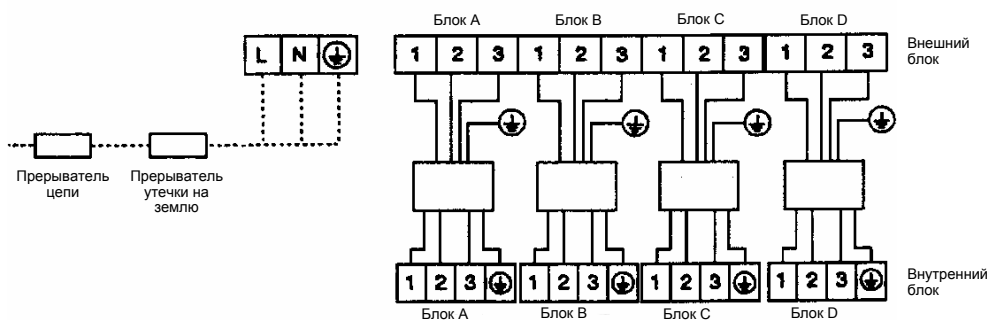 Блок A
Блок B
Блок C
Блок D
L N
1 2 3 1 2 3 1 2 3 1 2 3
Внешний
блок
Прерыватель
цепи
Прерыватель
утечки на
землю
1 2 3 1 2 3 1 2 3 1 2 3
Внутренний
блок
Блок A
Блок B
Блок C
Блок D